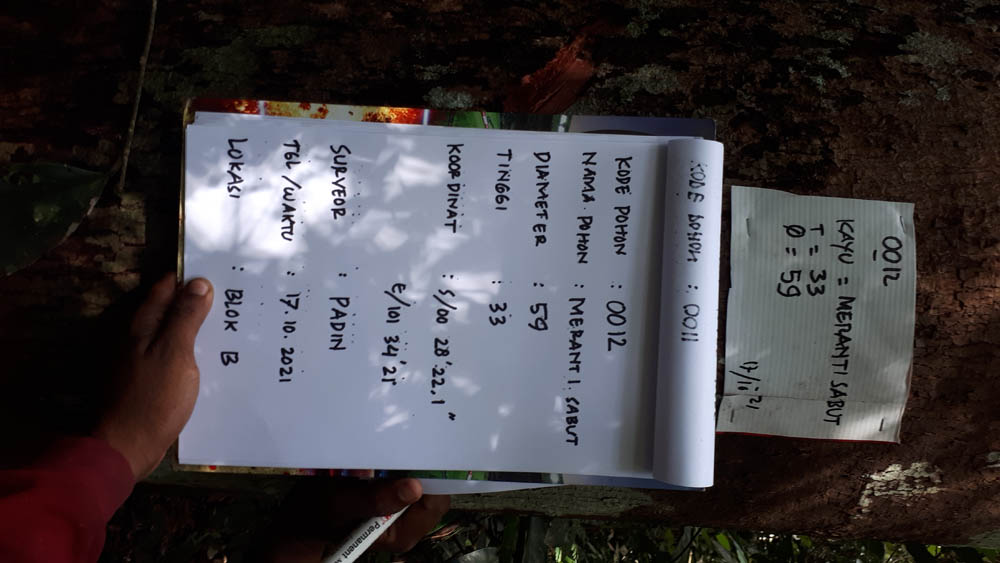 0012
KAYU = MERANTI SABUT
T = 33
Ø = 59
17/10 21
KODE POHON : 0011
KODE POHON : 0012
NAMA. POHON : MERANTI. SABUT
DIAMETER : 59
TINGGI : 33
KOORDINAT : S/00 28'22,1"
E/101 34'21"
SURVEOR : PADIN
TGL/WAKTU : 17.10.2021
LOKASI : BLOK B
Permanent